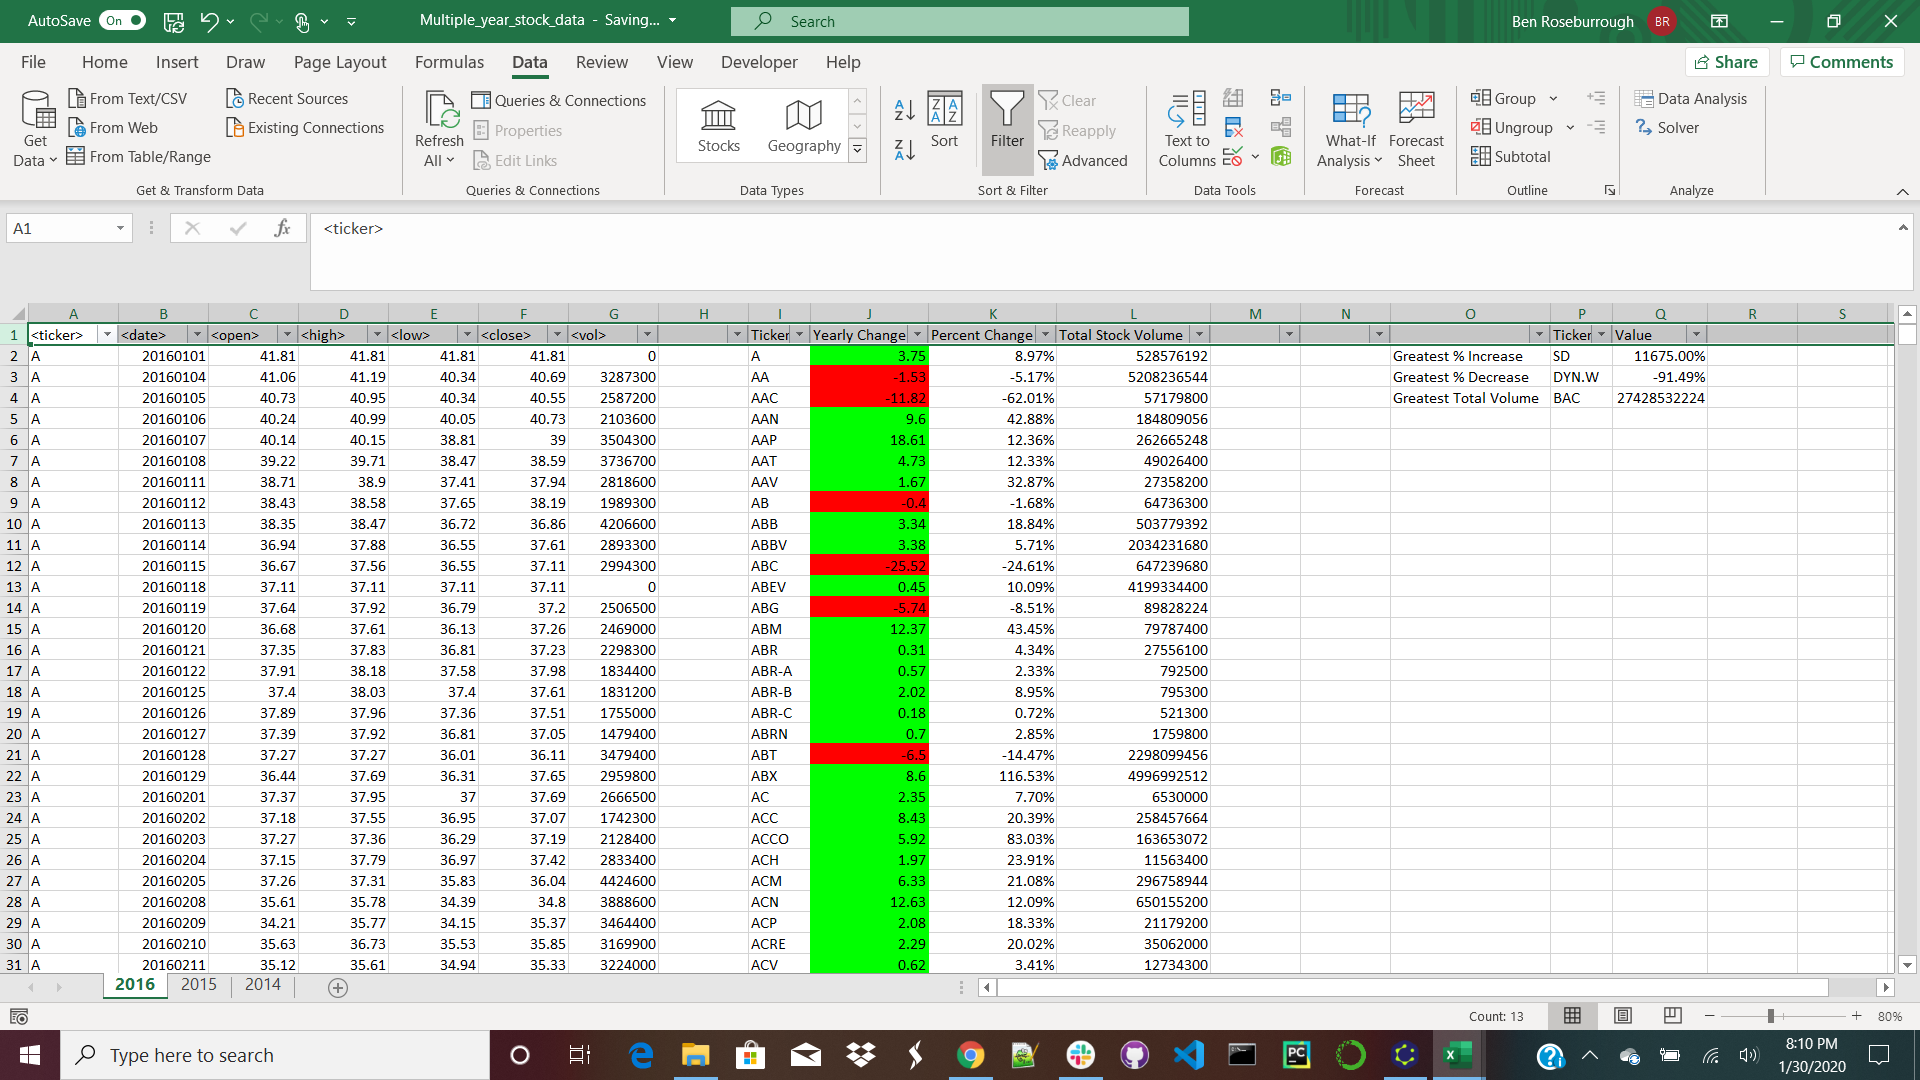 AutoSave On Multiple_year_stock_data - Saving... Search Ben Roseburrough BR
File Home Insert Draw Page Layout Formulas Data Review View Developer Help Share Comments
Get Data From Text/CSV From Web From Table/Range Recent Sources Existing Connections
Refresh All Queries & Connections Properties Edit Links
Stocks Geography
Sort Filter Clear Reapply Advanced
Text to Columns
What-If Analysis Forecast Sheet
Group Ungroup Subtotal
Data Analysis Solver
Get & Transform Data Queries & Connections Data Types Sort & Filter Data Tools Forecast Outline Analyze
A1 fx <ticker>
A B C D E F G H I J K L M N O P Q R S
1 <ticker> <date> <open> <high> <low> <close> <vol> Ticker Yearly Change Percent Change Total Stock Volume Ticker Value
2 A 20160101 41.81 41.81 41.81 41.81 0 A 3.75 8.97% 528576192 Greatest % Increase SD 11675.00%
3 A 20160104 41.06 41.19 40.34 40.69 3287300 AA -1.53 -5.17% 5208236544 Greatest % Decrease DYN.W -91.49%
4 A 20160105 40.73 40.95 40.34 40.55 2587200 AAC -11.82 -62.01% 57179800 Greatest Total Volume BAC 27428532224
5 A 20160106 40.24 40.99 40.05 40.73 2103600 AAN 9.6 42.88% 184809056
6 A 20160107 40.14 40.15 38.81 39 3504300 AAP 18.61 12.36% 262665248
7 A 20160108 39.22 39.71 38.47 38.59 3736700 AAT 4.73 12.33% 49026400
8 A 20160111 38.71 38.9 37.41 37.94 2818600 AAV 1.67 32.87% 27358200
9 A 20160112 38.43 38.58 37.65 38.19 1989300 AB -0.4 -1.68% 64736300
10 A 20160113 38.35 38.47 36.72 36.86 4206600 ABB 3.34 18.84% 503779392
11 A 20160114 36.94 37.88 36.55 37.61 2893300 ABBV 3.38 5.71% 2034231680
12 A 20160115 36.67 37.56 36.55 37.11 2994300 ABC -25.52 -24.61% 647239680
13 A 20160118 37.11 37.11 37.11 37.11 0 ABEV 0.45 10.09% 4199334400
14 A 20160119 37.64 37.92 36.79 37.2 2506500 ABG -5.74 -8.51% 89828224
15 A 20160120 36.68 37.61 36.13 37.26 2469000 ABM 12.37 43.45% 79787400
16 A 20160121 37.35 37.83 36.81 37.23 2298300 ABR 0.31 4.34% 27556100
17 A 20160122 37.91 38.18 37.58 37.98 1834400 ABR-A 0.57 2.33% 792500
18 A 20160125 37.4 38.03 37.4 37.61 1831200 ABR-B 2.02 8.95% 795300
19 A 20160126 37.89 37.96 37.36 37.51 1755000 ABR-C 0.18 0.72% 521300
20 A 20160127 37.39 37.92 36.81 37.05 1479400 ABRN 0.7 2.85% 1759800
21 A 20160128 37.27 37.27 36.01 36.11 3479400 ABT -6.5 -14.47% 2298099456
22 A 20160129 36.44 37.69 36.31 37.65 2959800 ABX 8.6 116.53% 4996992512
23 A 20160201 37.37 37.95 37 37.69 2666500 AC 2.35 7.70% 6530000
24 A 20160202 37.18 37.55 36.95 37.07 1742300 ACC 8.43 20.39% 258457664
25 A 20160203 37.27 37.36 36.29 37.19 2128400 ACCO 5.92 83.03% 163653072
26 A 20160204 37.15 37.79 36.97 37.42 2833400 ACH 1.97 23.91% 11563400
27 A 20160205 37.26 37.31 35.83 36.04 4424600 ACM 6.33 21.08% 296758944
28 A 20160208 35.61 35.78 34.39 34.8 3888600 ACN 12.63 12.09% 650155200
29 A 20160209 34.21 35.77 34.15 35.37 3464400 ACP 2.08 18.33% 21179200
30 A 20160210 35.63 36.73 35.53 35.85 3169900 ACRE 2.29 20.02% 35062000
31 A 20160211 35.12 35.61 34.94 35.33 3224000 ACV 0.62 3.41% 12734300
2016 2015 2014
Count: 13 80%
Type here to search 8:10 PM
1/30/2020